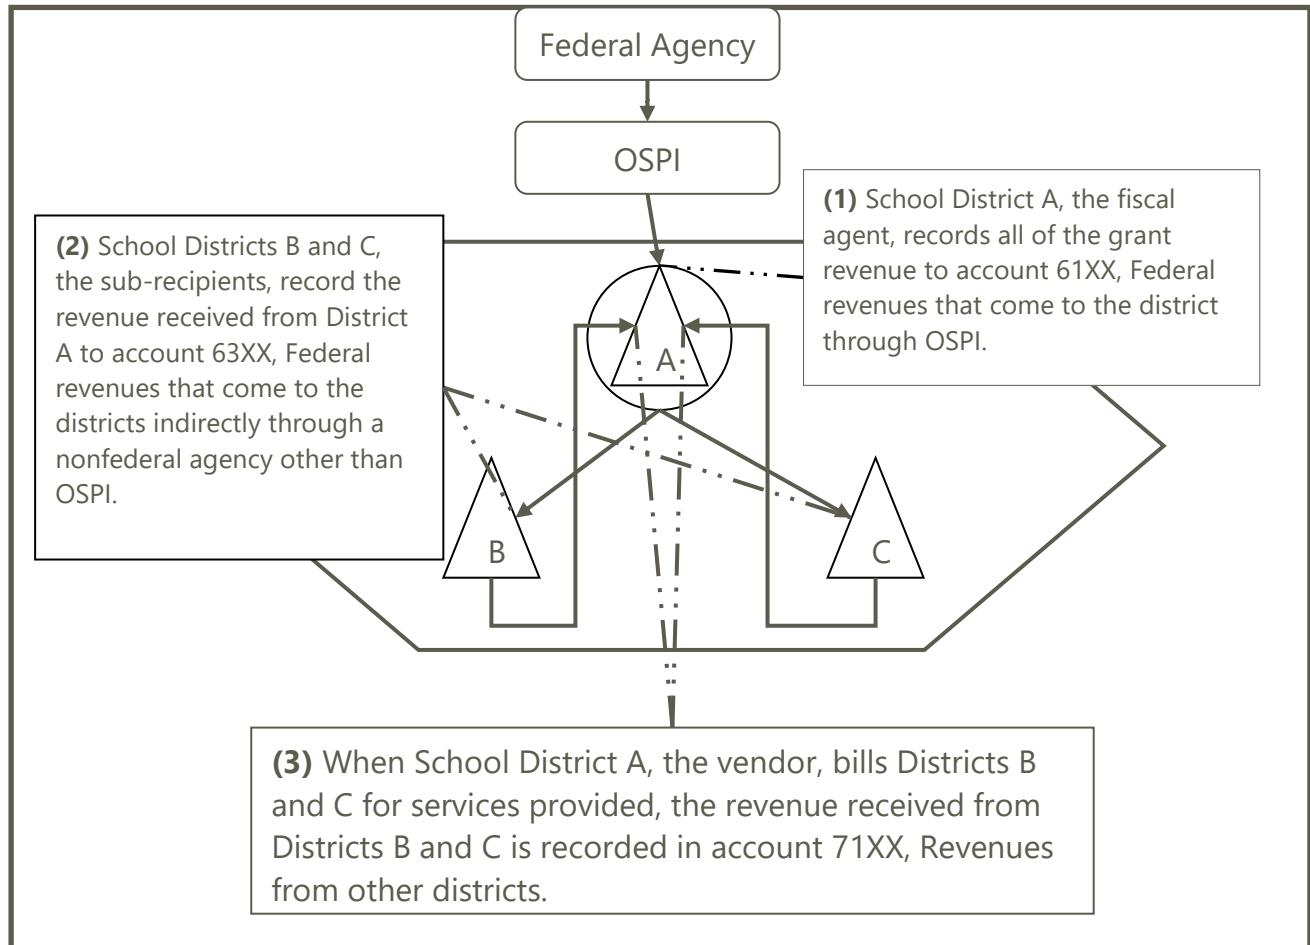 Federal Agency
OSPI
(1) School District A, the fiscal
agent, records all of the grant
revenue to account 61XX, Federal
revenues that come to the district
through OSPI.
(2) School Districts B and C,
the sub-recipients, record the
revenue received from District
A to account 63XX, Federal
revenues that come to the
districts indirectly through a
nonfederal agency other than
OSPI.
A
B
C
(3) When School District A, the vendor, bills Districts B
and C for services provided, the revenue received from
Districts B and C is recorded in account 71XX, Revenues
from other districts.